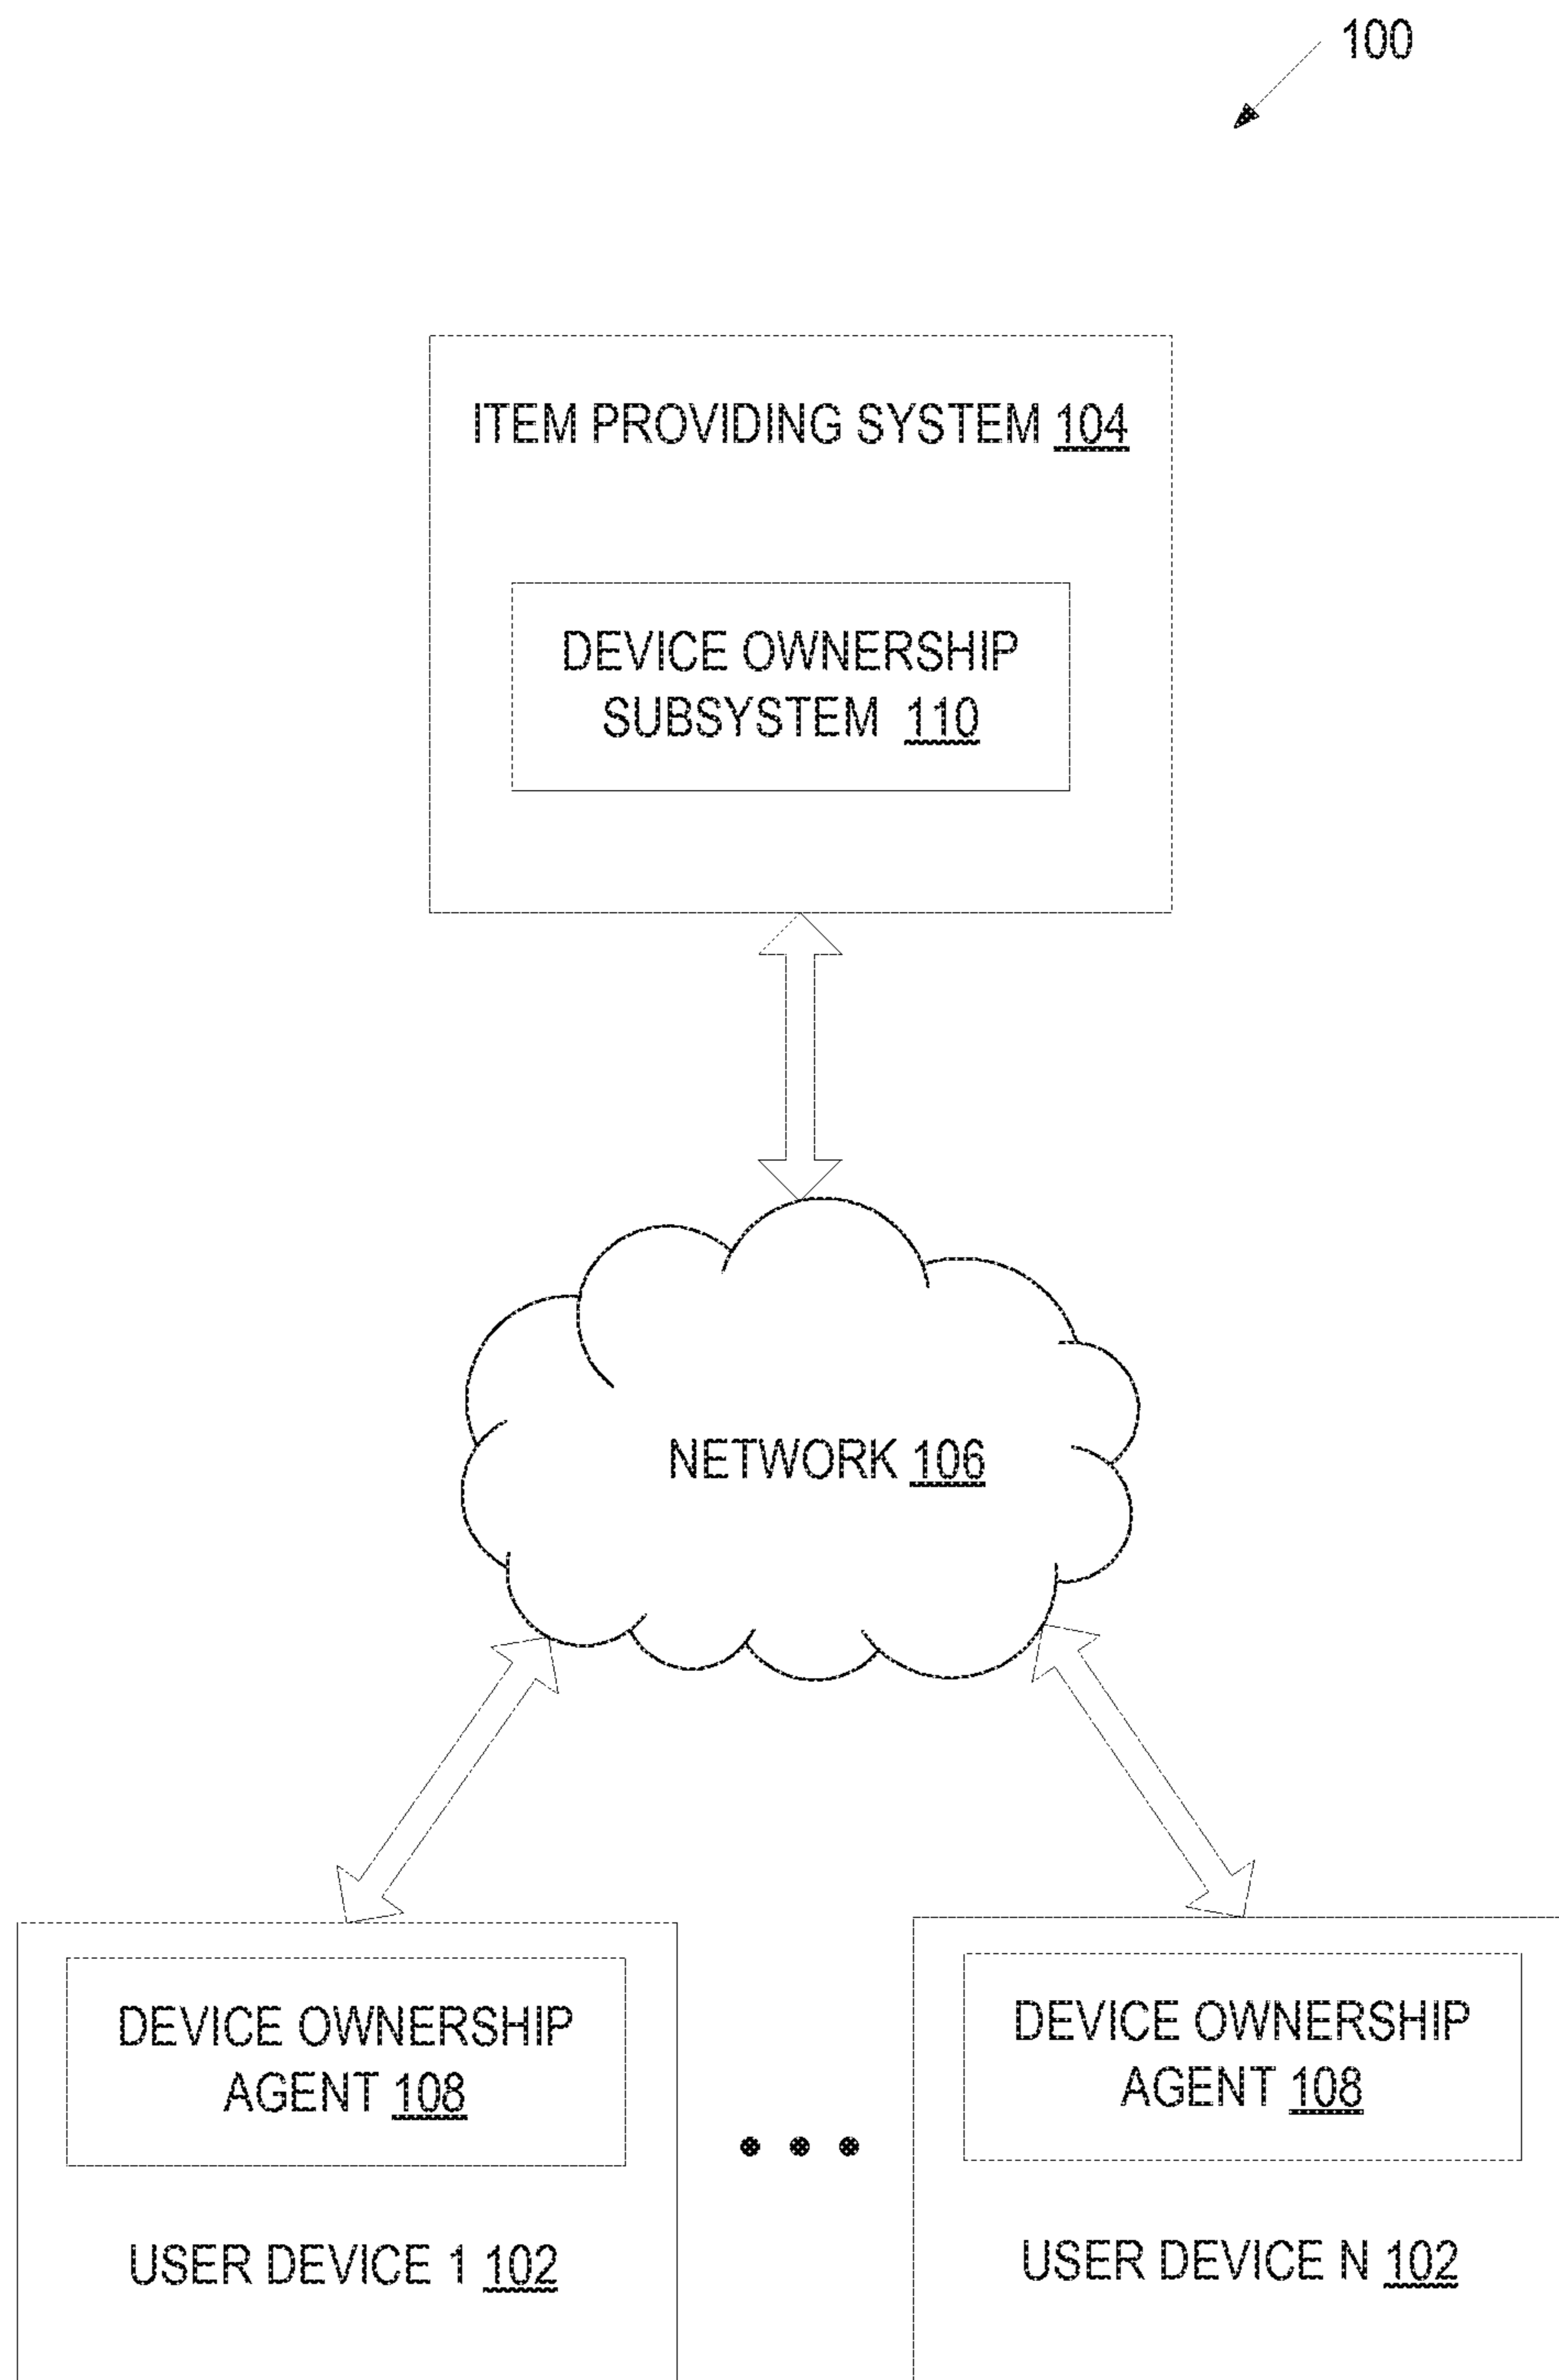 100
ITEM PROVIDING SYSTEM 104
DEVICE OWNERSHIP
SUBSYSTEM 110
NETWORK 106
DEVICE OWNERSHIP
AGENT 108
USER DEVICE 1 102
DEVICE OWNERSHIP
AGENT 108
USER DEVICE N 102